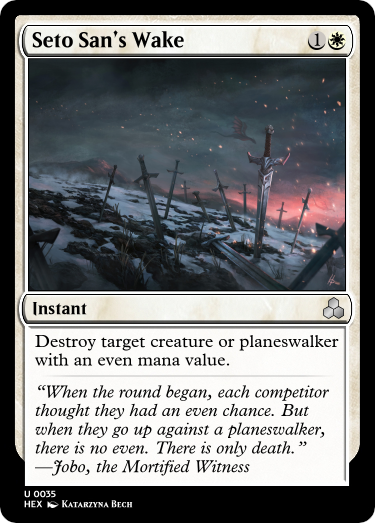 Seto San's Wake 1
Instant
Destroy target creature or planeswalker
with an even mana value.
“When the round began, each competitor
thought they had an even chance. But
when they go up against a planeswalker,
there is no even. There is only death.”
—Jobo, the Mortified Witness
U 0035
HEX Katarzyna Bech